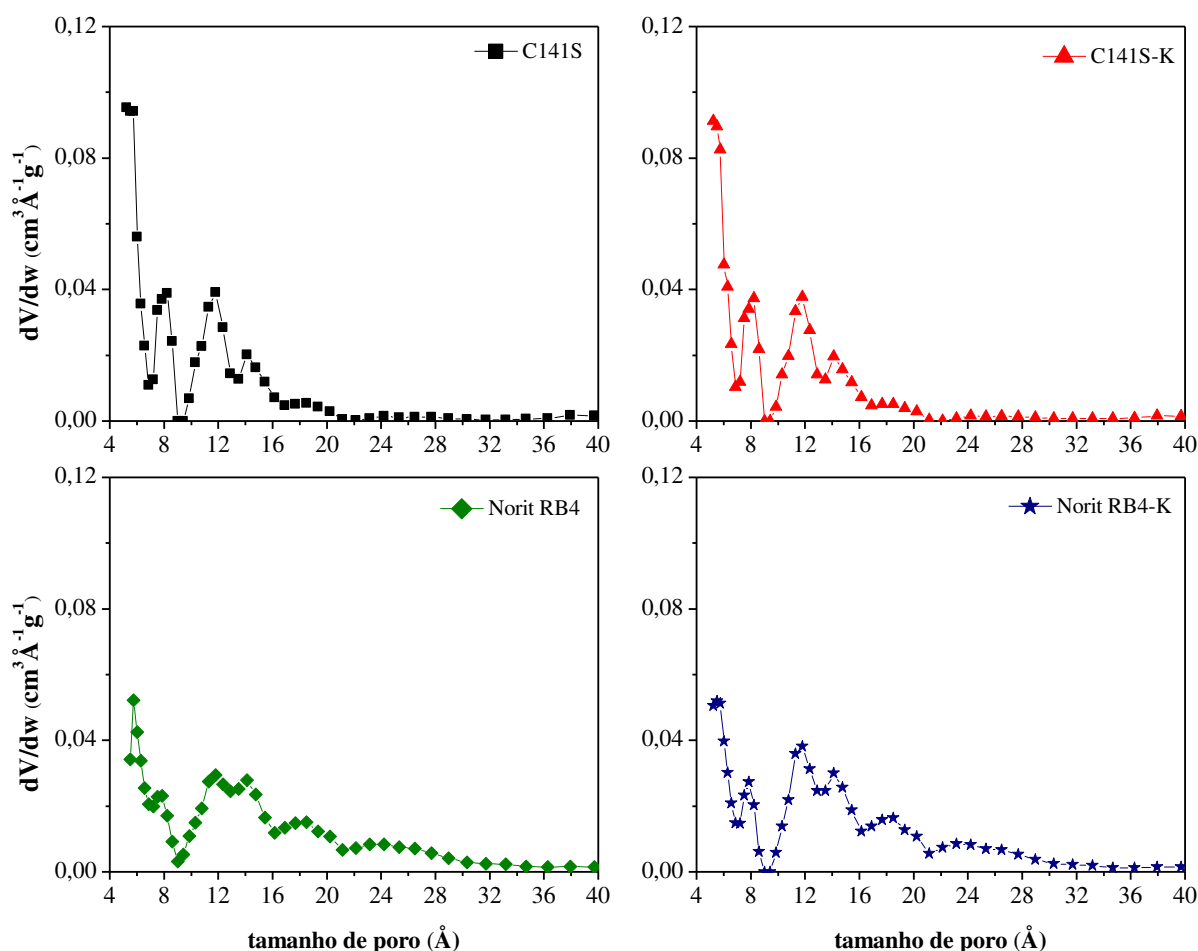 0,12
0,08
0,04
0,00
dV/dw (cm³ Å⁻¹g⁻¹)
C141S
4 8 12 16 20 24 28 32 36 40
0,12
0,08
0,04
0,00
C141S-K
4 8 12 16 20 24 28 32 36 40
0,12
0,08
0,04
0,00
dV/dw (cm³ Å⁻¹g⁻¹)
Norit RB4
4 8 12 16 20 24 28 32 36 40
tamanho de poro (Å)
0,12
0,08
0,04
0,00
Norit RB4-K
4 8 12 16 20 24 28 32 36 40
tamanho de poro (Å)